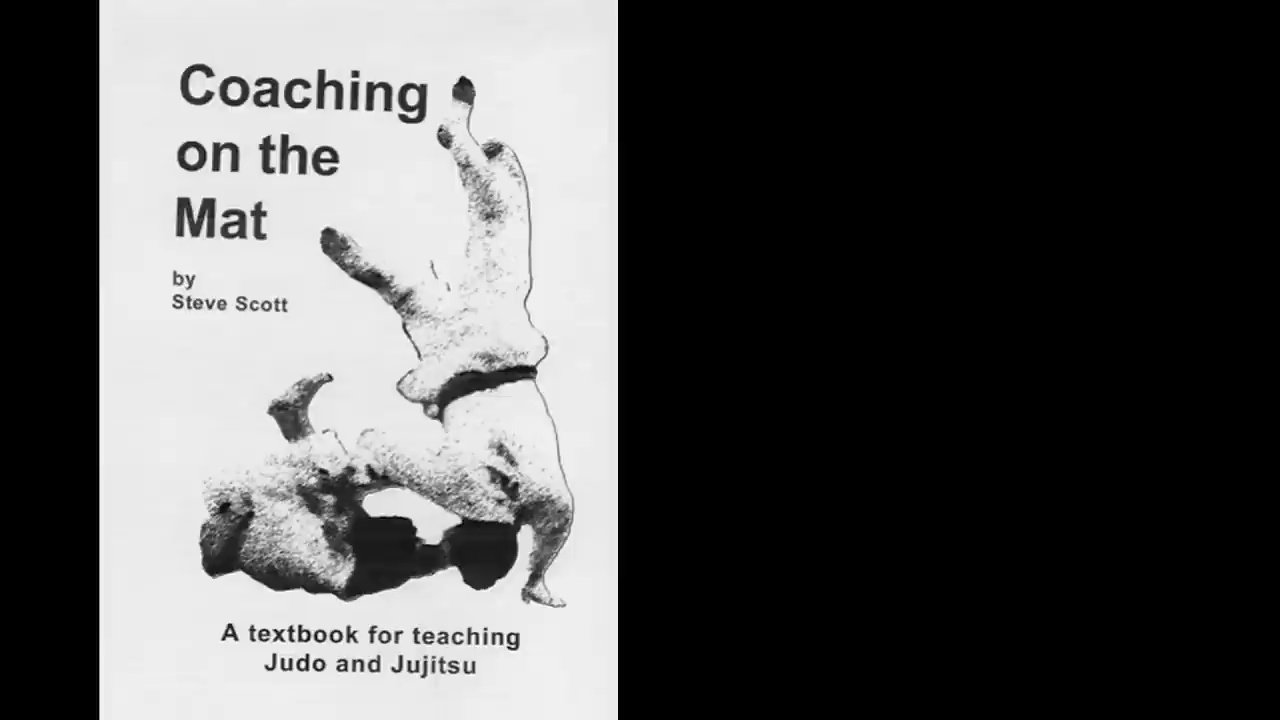 Coaching
on the
Mat
by
Steve Scott
A textbook for teaching
Judo and Jujitsu